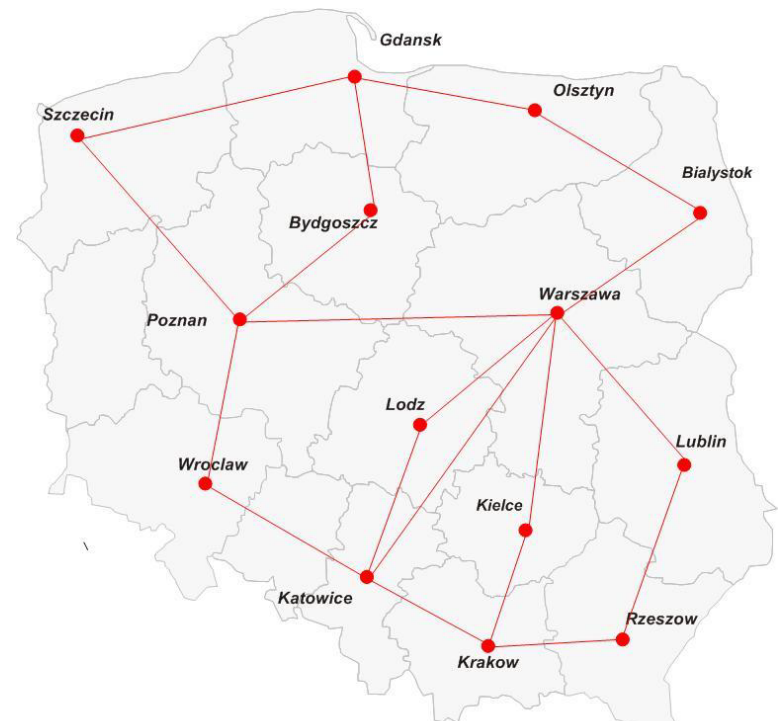 Gdansk
Olsztyn
Szczecin
Bialystok
Bydgoszcz
Warszawa
Poznan
Lodz
Lublin
Wroclaw
Kielce
Katowice
Rzeszow
Krakow